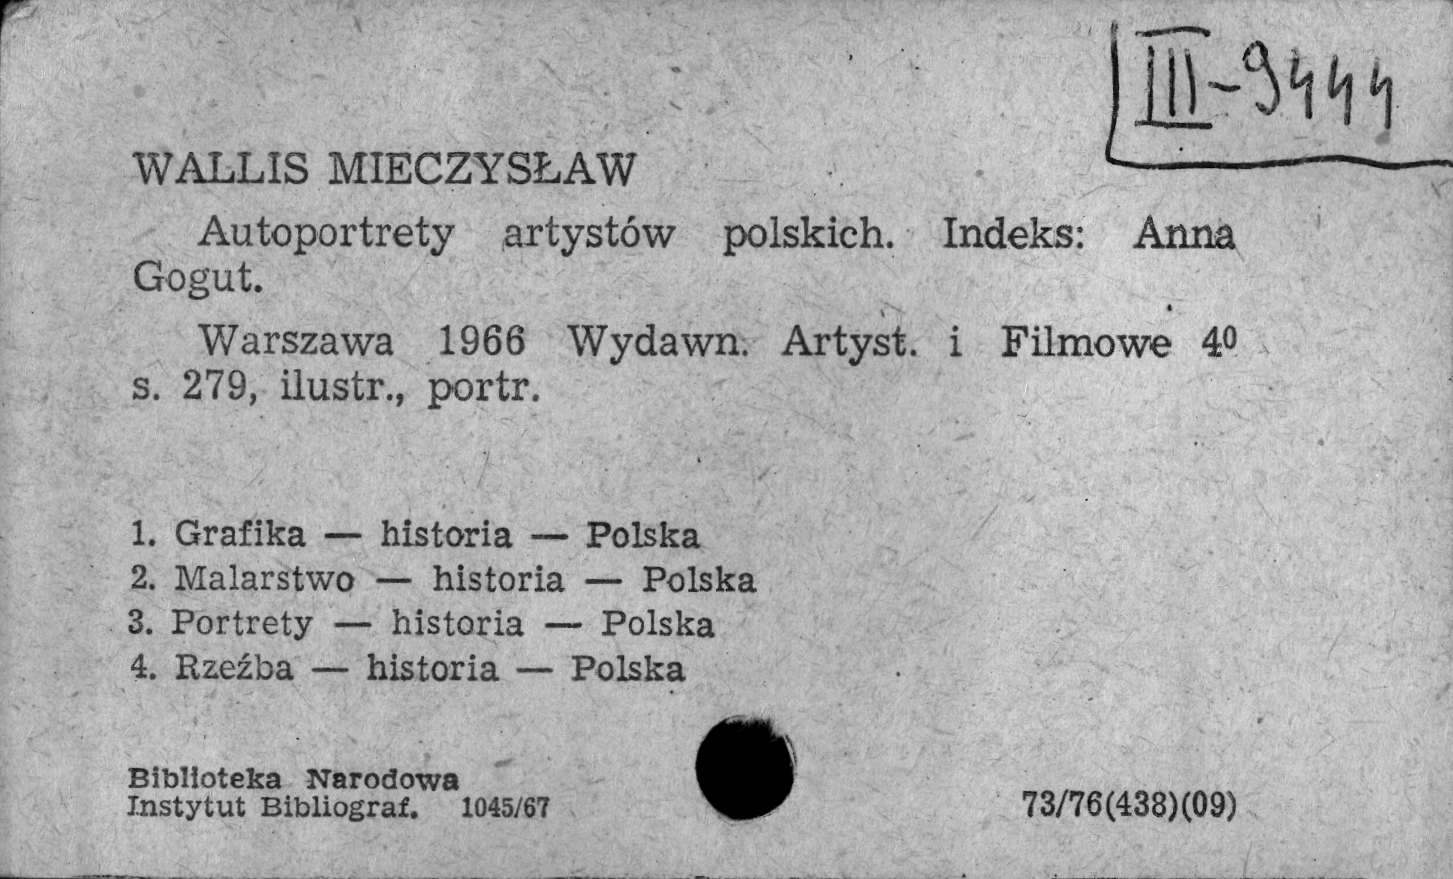 III-9444
WALLIS MIECZYSŁAW
Autoportrety artystów polskich. Indeks: Anna
Gogut.
Warszawa 1966 Wydawn. Artyst. i Filmowe 4⁰
s. 279, ilustr., portr.
1. Grafika — historia — Polska
2. Malarstwo — historia — Polska
3. Portrety — historia — Polska
4. Rzeźba — historia — Polska
Biblioteka Narodowa
Instytut Bibliograf. 1045/67
73/76(438)(09)